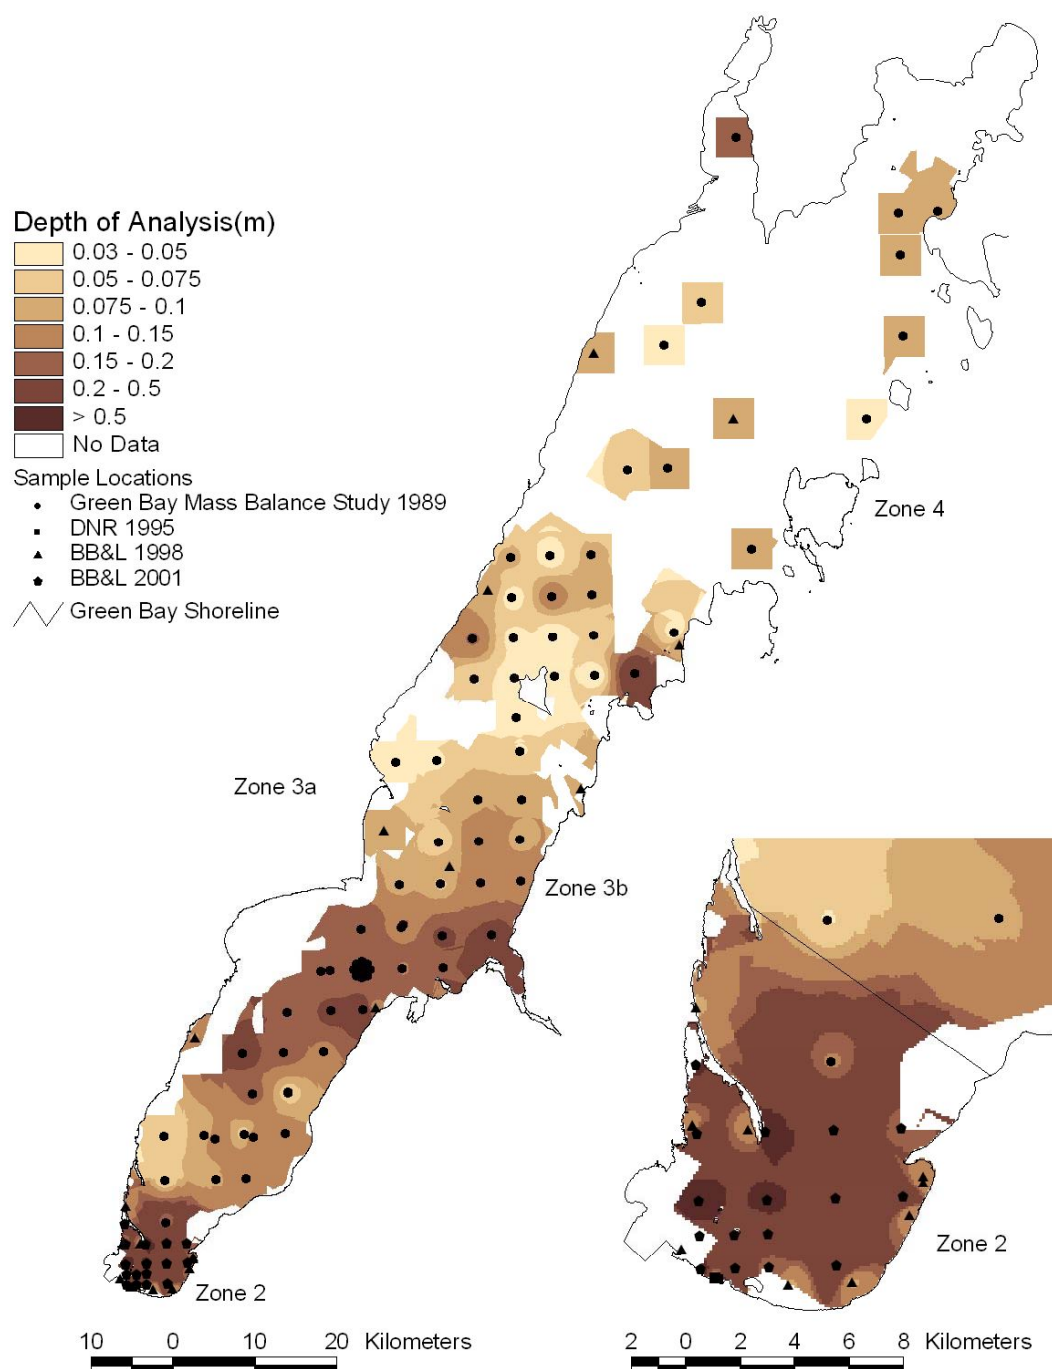 Depth of Analysis(m)
0.03 - 0.05
0.05 - 0.075
0.075 - 0.1
0.1 - 0.15
0.15 - 0.2
0.2 - 0.5
> 0.5
No Data
Sample Locations
Green Bay Mass Balance Study 1989
DNR 1995
BB&L 1998
BB&L 2001
Green Bay Shoreline
Zone 4
Zone 3a
Zone 3b
Zone 2
Zone 2
10 0 10 20 Kilometers
2 0 2 4 6 8 Kilometers